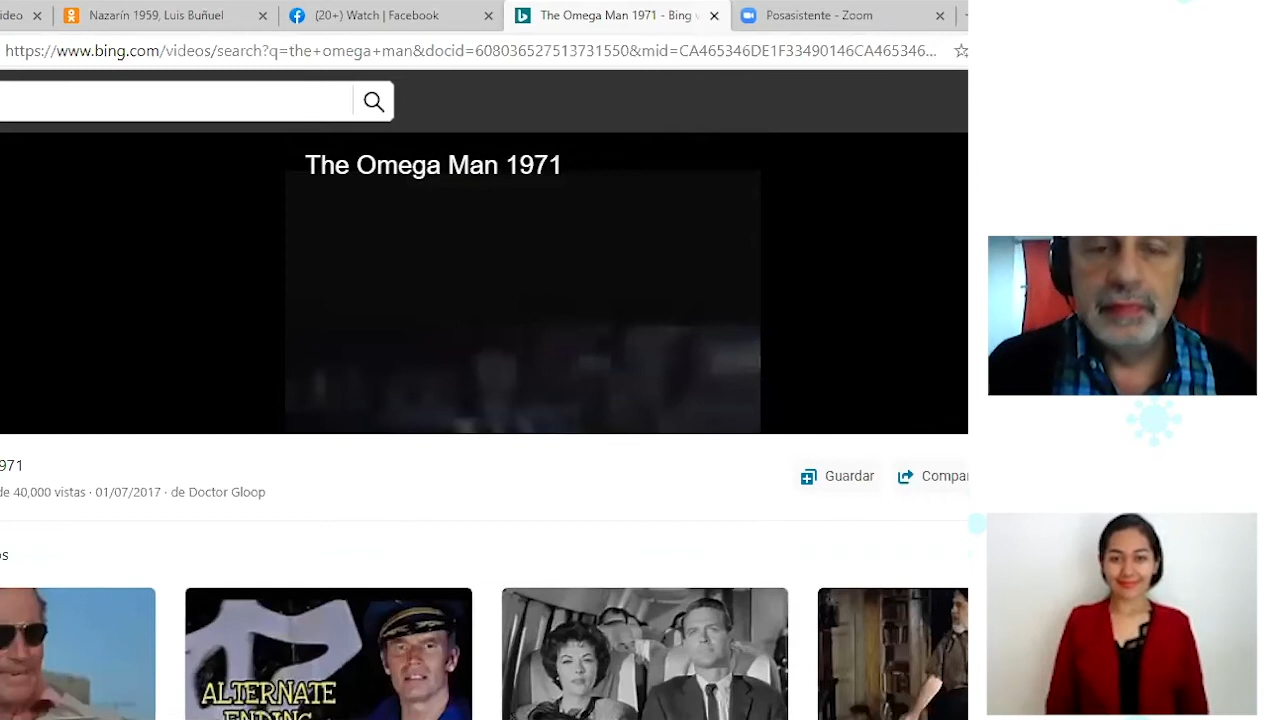 ideo
Nazarín 1959, Luis Buñuel
(20+) Watch | Facebook
The Omega Man 1971 - Bing v
Posasistente - Zoom
https://www.bing.com/videos/search?q=the+omega+man&docid=608036527513731550&mid=CA465346DE1F33490146CA465346...
The Omega Man 1971
971
de 40,000 vistas · 01/07/2017 · de Doctor Gloop
Guardar
Compar
os
ALTERNATE
ENDING